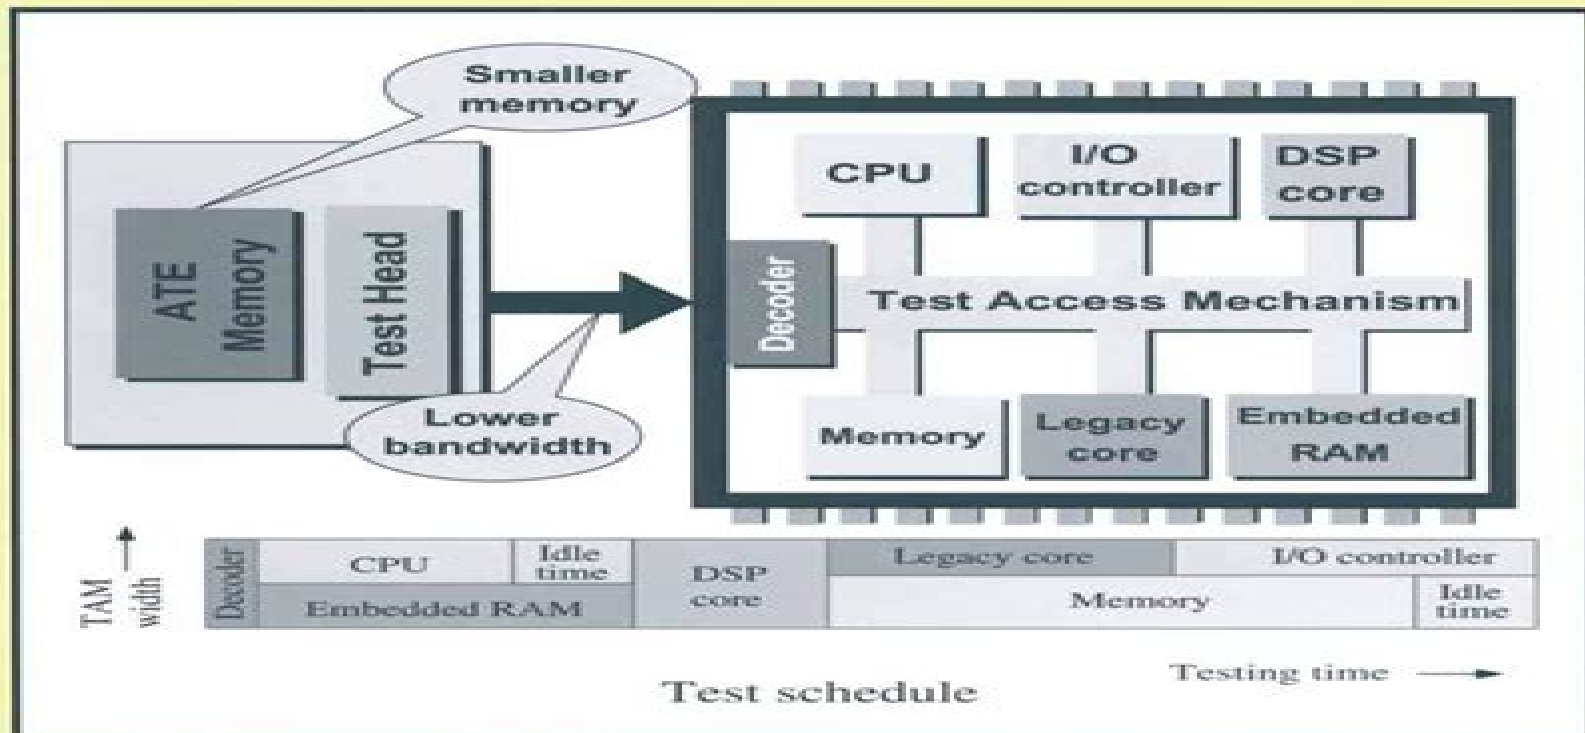 Smaller
memory
ATE
Memory
Test Head
Lower
bandwidth
CPU
I/O
controller
DSP
core
Decoder
Test Access Mechanism
Memory
Legacy
core
Embedded
RAM
TAM
width
Decoder
CPU
Idle
time
Embedded RAM
DSP
core
Legacy core
I/O controller
Memory
Idle
time
Testing time
Test schedule